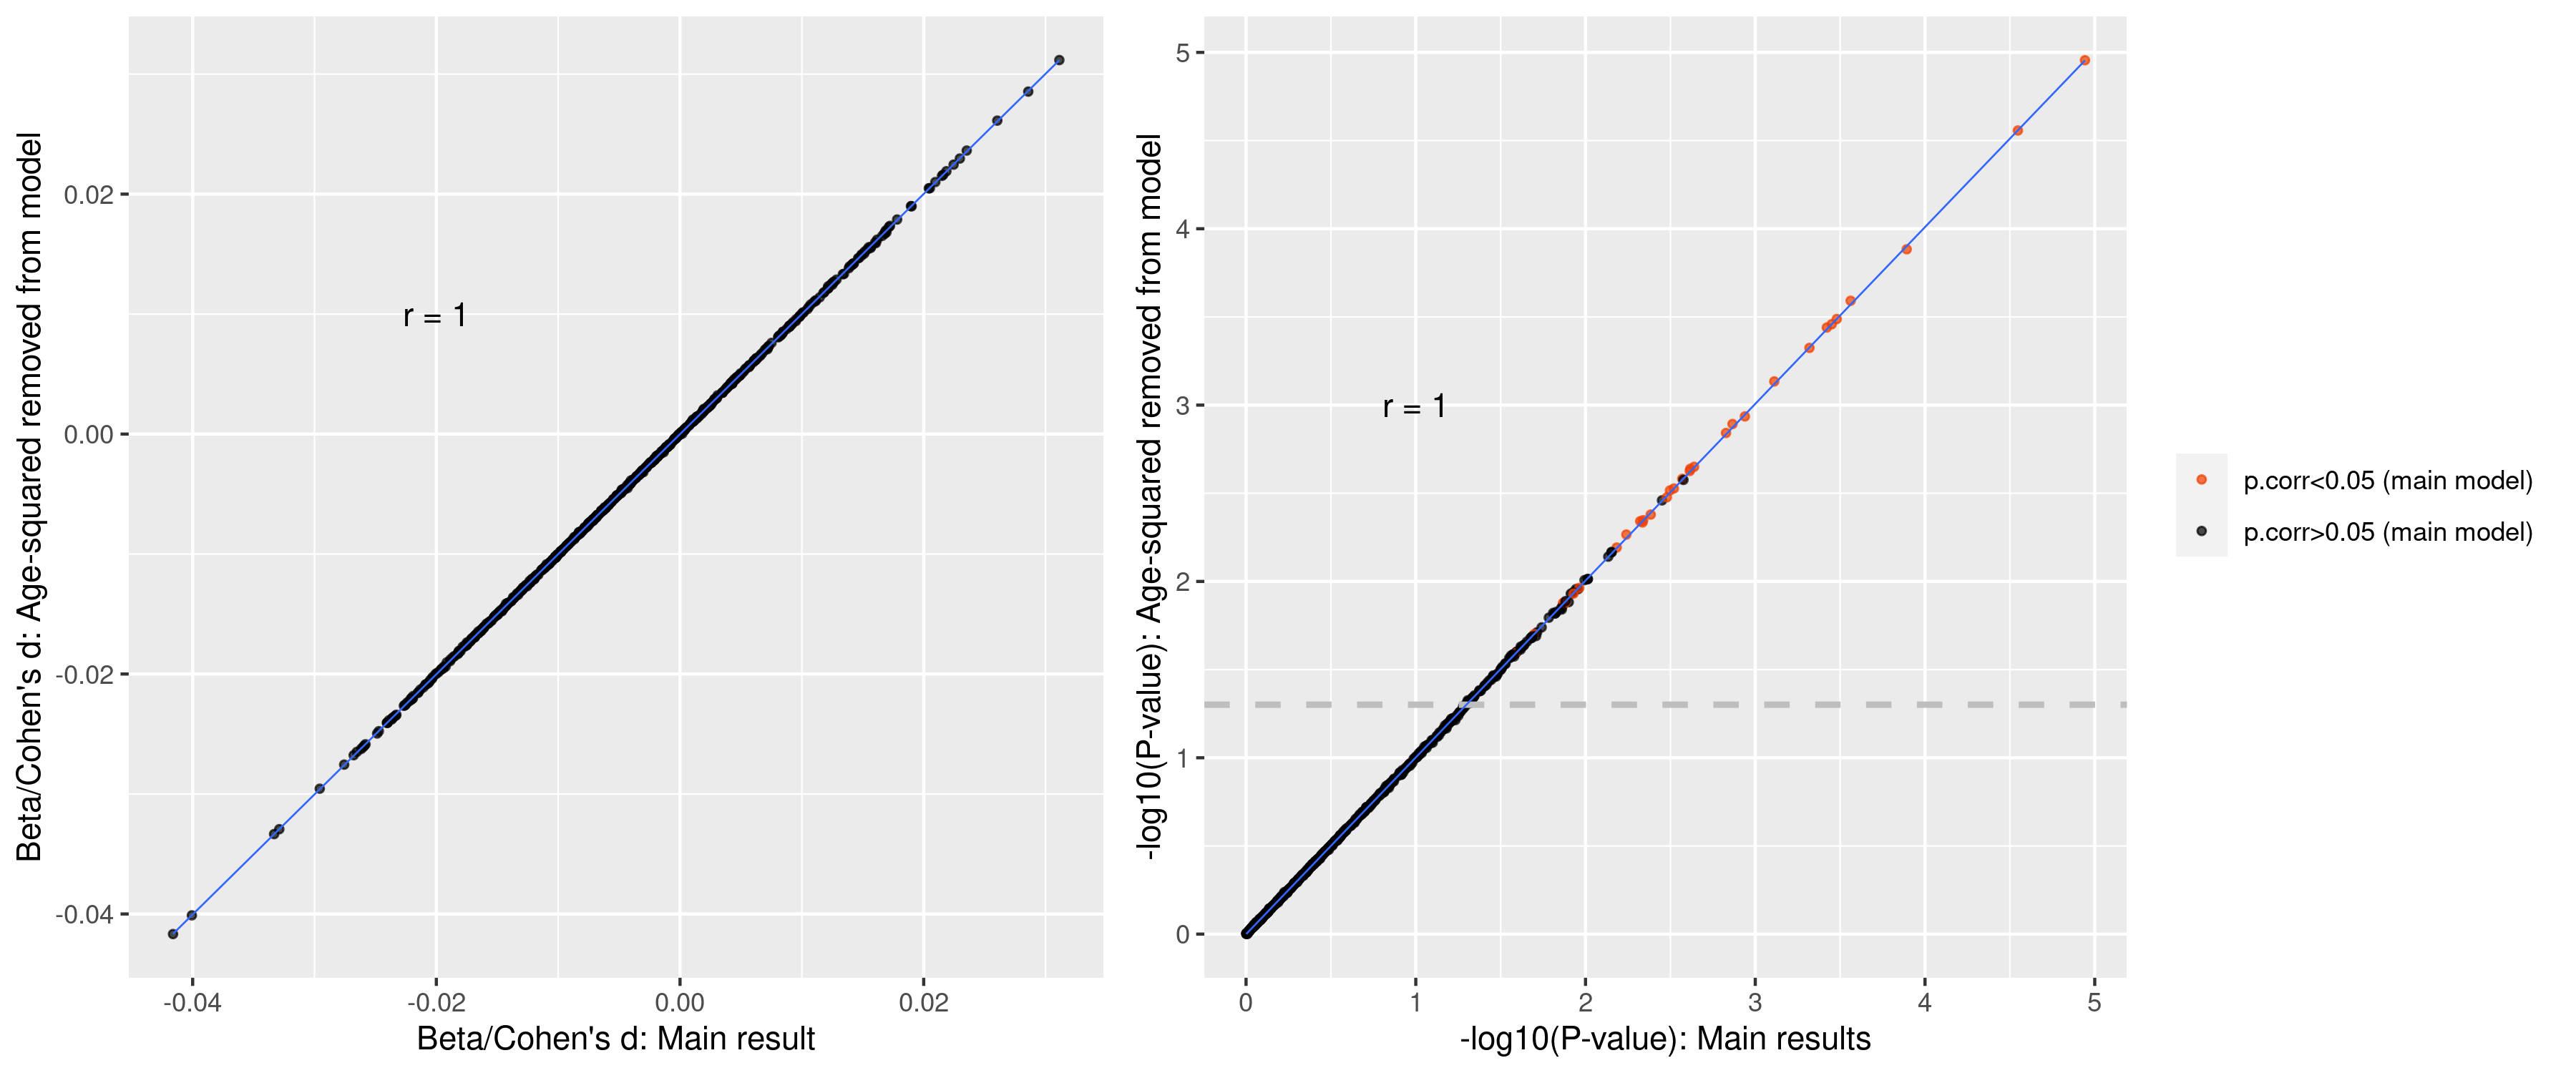 Beta/Cohen's d: Age-squared removed from model
0.02
0.00
-0.02
-0.04
r = 1
-0.04
-0.02
0.00
0.02
Beta/Cohen's d: Main result
-log10(P-value): Age-squared removed from model
5
4
3
2
1
0
r = 1
0
1
2
3
4
5
-log10(P-value): Main results
p.corr<0.05 (main model)
p.corr>0.05 (main model)